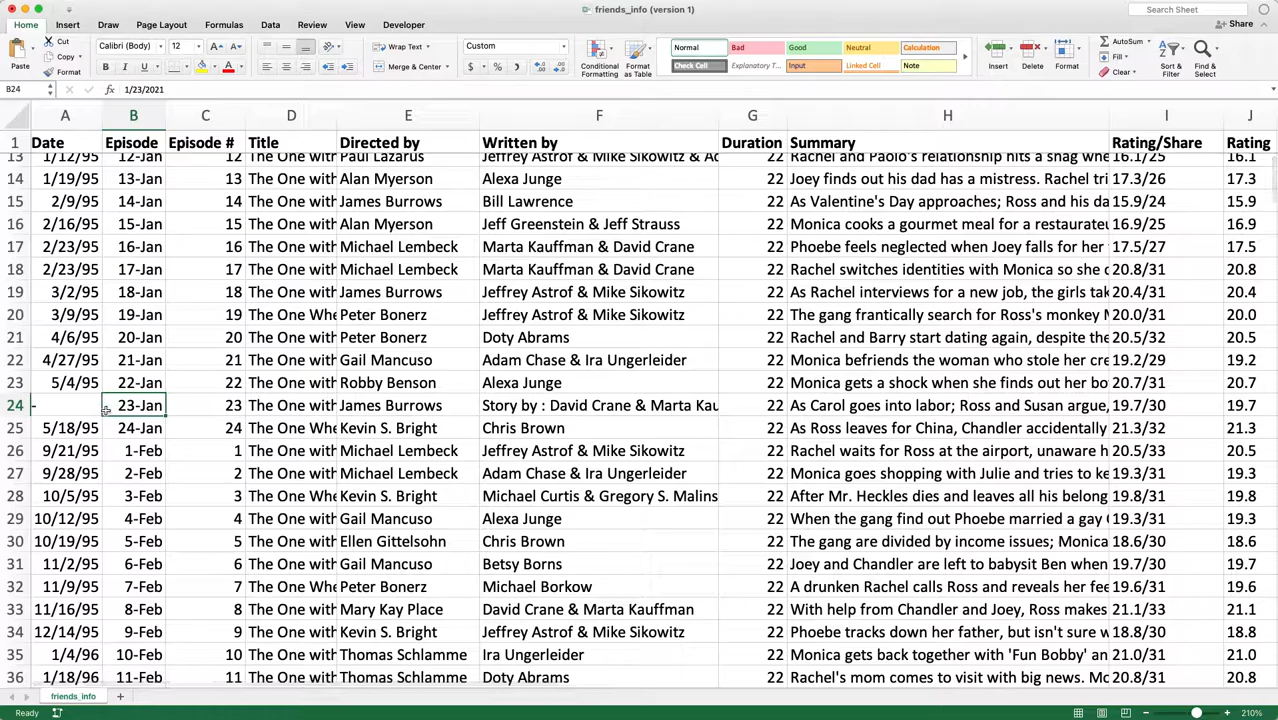 friends_info (version 1)
Search Sheet
Home Insert Draw Page Layout Formulas Data Review View Developer
Share
Paste
Cut
Copy
Format
Calibri (Body) 12
B I U
Wrap Text
Merge & Center
Custom
$ % )
Conditional Formatting
Format as Table
Normal Bad Good Neutral Calculation
Check Cell Explanatory T... Input Linked Cell Note
Insert Delete Format
AutoSum
Fill
Clear
Sort & Filter
Find & Select
B24 fx 1/23/2021
A B C D E F G H I J
1 Date Episode Episode # Title Directed by Written by Duration Summary Rating/Share Rating
13 1/12/95 12-Jan 12 The One with Paul Lazarus Jeffrey Astrof & Mike Sikowitz & Ad 22 Rachel and Paolo's relationship hits a snag whe 16.1/25 16.1
14 1/19/95 13-Jan 13 The One with Alan Myerson Alexa Junge 22 Joey finds out his dad has a mistress. Rachel tri 17.3/26 17.3
15 2/9/95 14-Jan 14 The One with James Burrows Bill Lawrence 22 As Valentine's Day approaches; Ross and his da 15.9/24 15.9
16 2/16/95 15-Jan 15 The One with Alan Myerson Jeff Greenstein & Jeff Strauss 22 Monica cooks a gourmet meal for a restaurate 16.9/25 16.9
17 2/23/95 16-Jan 16 The One with Michael Lembeck Marta Kauffman & David Crane 22 Phoebe feels neglected when Joey falls for her 17.5/27 17.5
18 2/23/95 17-Jan 17 The One with Michael Lembeck Marta Kauffman & David Crane 22 Rachel switches identities with Monica so she c 20.8/31 20.8
19 3/2/95 18-Jan 18 The One with James Burrows Jeffrey Astrof & Mike Sikowitz 22 As Rachel interviews for a new job, the girls tak 20.4/31 20.4
20 3/9/95 19-Jan 19 The One Whe Peter Bonerz Jeffrey Astrof & Mike Sikowitz 22 The gang frantically search for Ross's monkey M 20.0/31 20.0
21 4/6/95 20-Jan 20 The One with Peter Bonerz Doty Abrams 22 Rachel and Barry start dating again, despite the 20.5/32 20.5
22 4/27/95 21-Jan 21 The One with Gail Mancuso Adam Chase & Ira Ungerleider 22 Monica befriends the woman who stole her cre 19.2/29 19.2
23 5/4/95 22-Jan 22 The One with Robby Benson Alexa Junge 22 Monica gets a shock when she finds out her bo 20.7/31 20.7
24 - 23-Jan 23 The One with James Burrows Story by : David Crane & Marta Kau 22 As Carol goes into labor; Ross and Susan argue, 19.7/30 19.7
25 5/18/95 24-Jan 24 The One Whe Kevin S. Bright Chris Brown 22 As Ross leaves for China, Chandler accidentally 21.3/32 21.3
26 9/21/95 1-Feb 1 The One with Michael Lembeck Jeffrey Astrof & Mike Sikowitz 22 Rachel waits for Ross at the airport, unaware h 20.5/33 20.5
27 9/28/95 2-Feb 2 The One with Michael Lembeck Adam Chase & Ira Ungerleider 22 Monica goes shopping with Julie and tries to ke 19.3/31 19.3
28 10/5/95 3-Feb 3 The One Whe Kevin S. Bright Michael Curtis & Gregory S. Malins 22 After Mr. Heckles dies and leaves all his belong 19.8/31 19.8
29 10/12/95 4-Feb 4 The One with Gail Mancuso Alexa Junge 22 When the gang find out Phoebe married a gay 19.3/31 19.3
30 10/19/95 5-Feb 5 The One with Ellen Gittelsohn Chris Brown 22 The gang are divided by income issues; Monica 18.6/30 18.6
31 11/2/95 6-Feb 6 The One with Gail Mancuso Betsy Borns 22 Joey and Chandler are left to babysit Ben when 19.7/30 19.7
32 11/9/95 7-Feb 7 The One Whe Peter Bonerz Michael Borkow 22 A drunken Rachel calls Ross and reveals her fee 19.6/31 19.6
33 11/16/95 8-Feb 8 The One with Mary Kay Place David Crane & Marta Kauffman 22 With help from Chandler and Joey, Ross makes 21.1/33 21.1
34 12/14/95 9-Feb 9 The One with Kevin S. Bright Jeffrey Astrof & Mike Sikowitz 22 Phoebe tracks down her father, but isn't sure w 18.8/30 18.8
35 1/4/96 10-Feb 10 The One with Thomas Schlamme Ira Ungerleider 22 Monica gets back together with 'Fun Bobby' an 21.0/31 21.0
36 1/18/96 11-Feb 11 The One with Thomas Schlamme Doty Abrams 22 Rachel's mom comes to visit with big news. Mo 20.8/31 20.8
friends_info +
Ready
210%